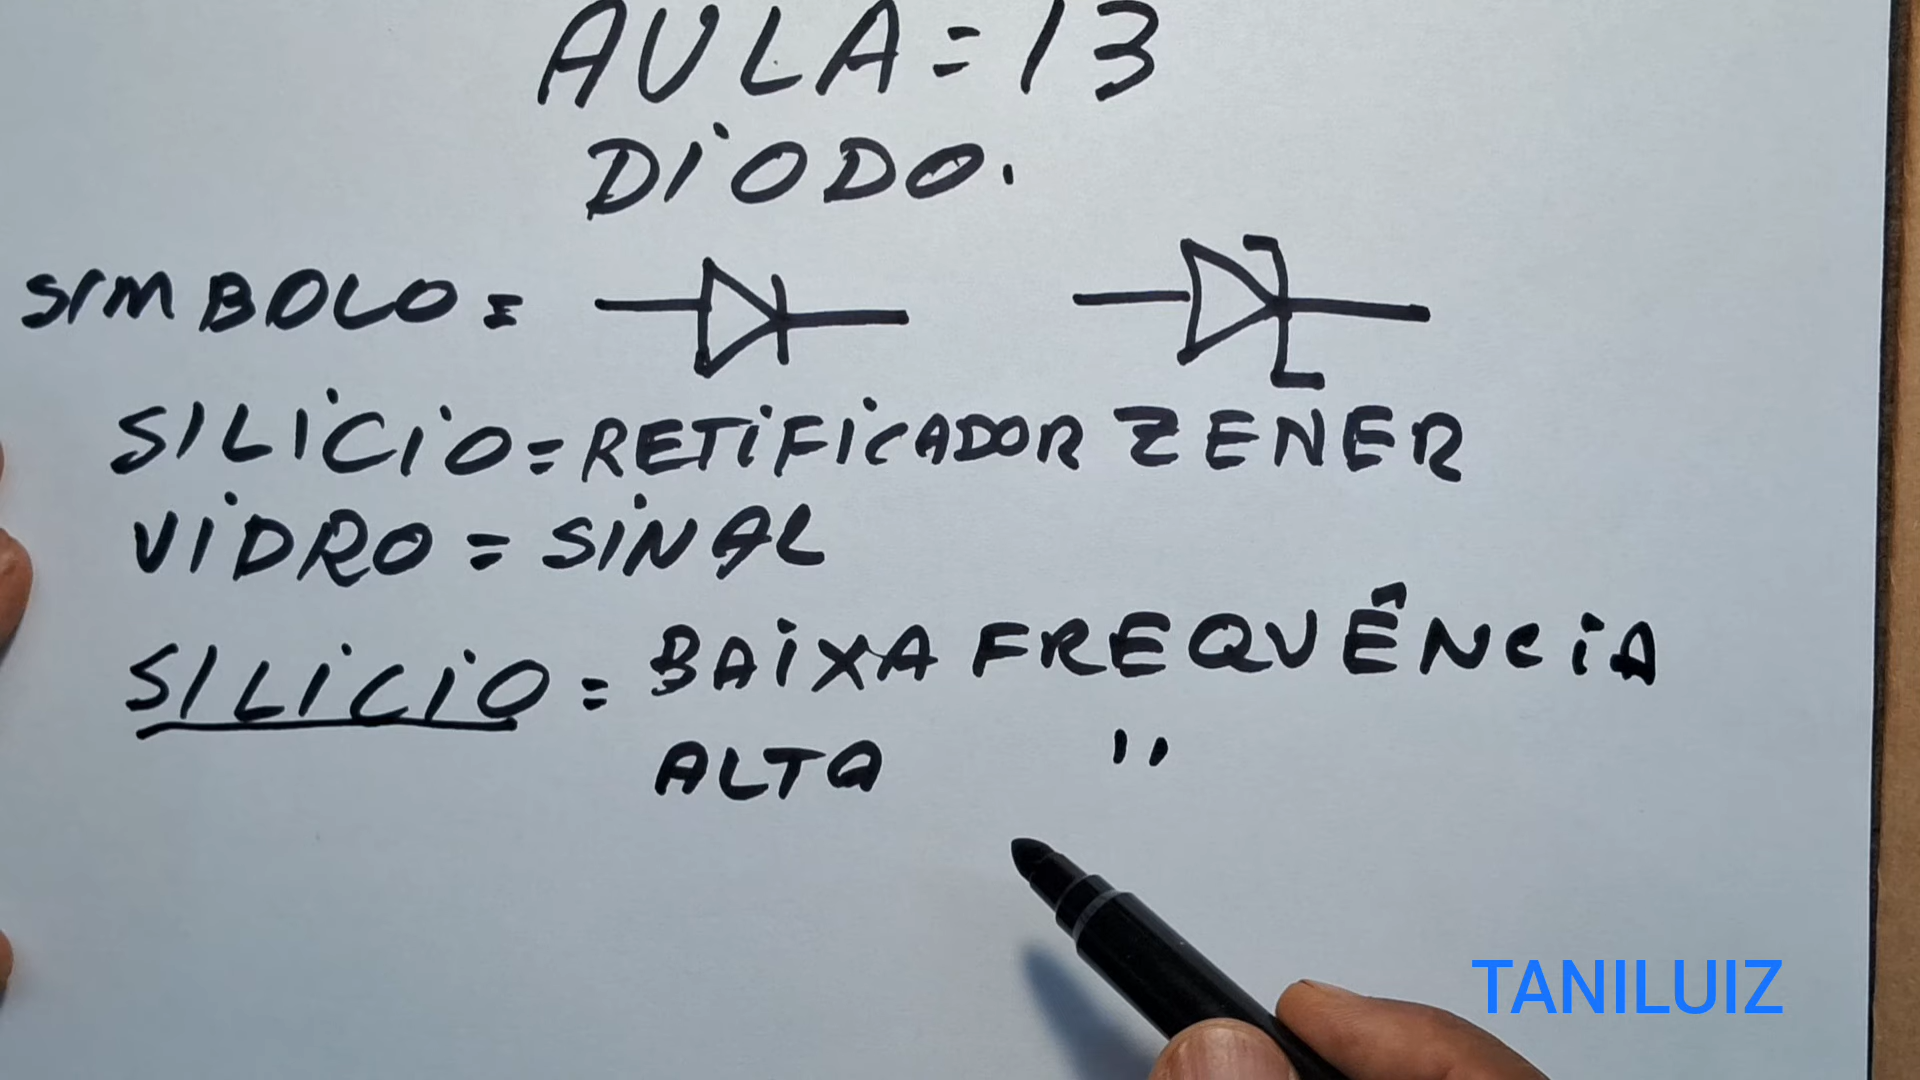 AULA = 13
DIODO.
SIMBOLO =
SILICIO = RETIFICADOR ZENER
VIDRO = SINAL
SILICIO = BAIXA FREQUÊNCIA
ALTA "
TANILUIZ